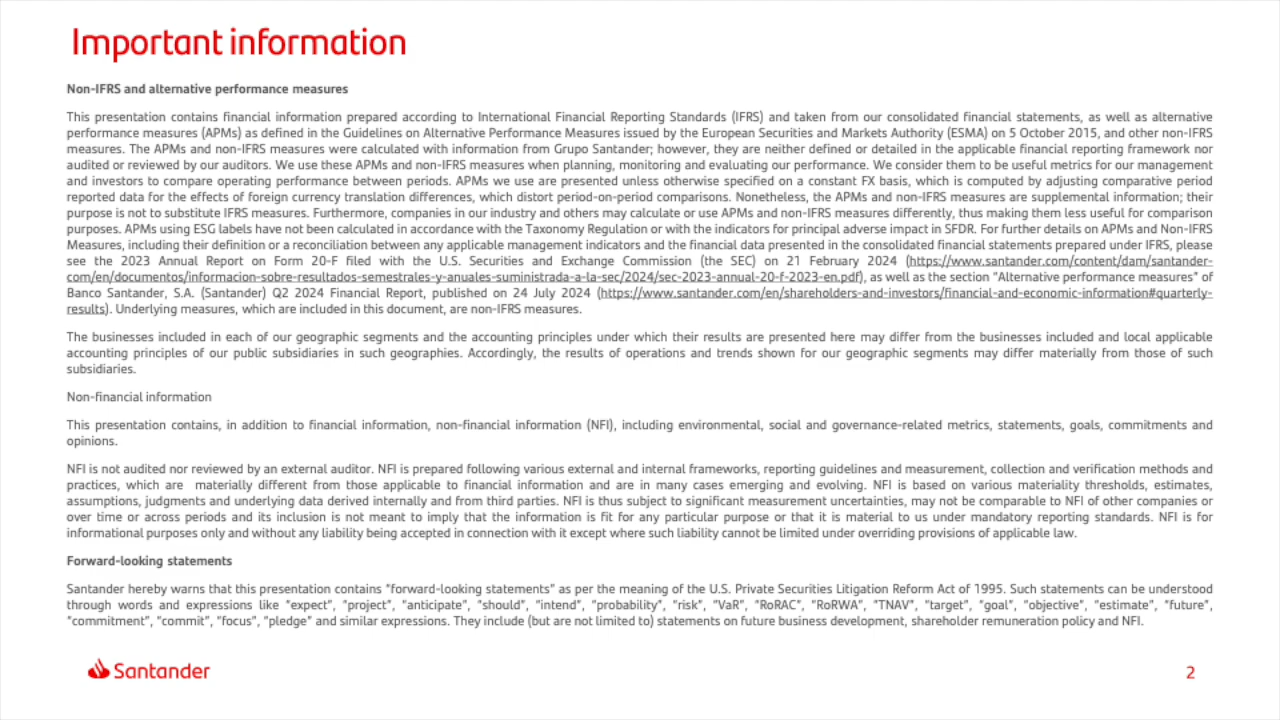 Important information
Non-IFRS and alternative performance measures
This presentation contains financial information prepared according to International Financial Reporting Standards (IFRS) and taken from our consolidated financial statements, as well as alternative
performance measures (APMs) as defined in the Guidelines on Alternative Performance Measures issued by the European Securities and Markets Authority (ESMA) on 5 October 2015, and other non-IFRS
measures. The APMs and non-IFRS measures were calculated with information from Grupo Santander; however, they are neither defined or detailed in the applicable financial reporting framework nor
audited or reviewed by our auditors. We use these APMs and non-IFRS measures when planning, monitoring and evaluating our performance. We consider them to be useful metrics for our management
and investors to compare operating performance between periods. APMs we use are presented unless otherwise specified on a constant FX basis, which is computed by adjusting comparative period
reported data for the effects of foreign currency translation differences, which distort period-on-period comparisons. Nonetheless, the APMs and non-IFRS measures are supplemental information; their
purpose is not to substitute IFRS measures. Furthermore, companies in our industry and others may calculate or use APMs and non-IFRS measures differently, thus making them less useful for comparison
purposes. APMs using ESG labels have not been calculated in accordance with the Taxonomy Regulation or with the indicators for principal adverse impact in SFDR. For further details on APMs and Non-IFRS
Measures, including their definition or a reconciliation between any applicable management indicators and the financial data presented in the consolidated financial statements prepared under IFRS, please
see the 2023 Annual Report on Form 20-F filed with the U.S. Securities and Exchange Commission (the SEC) on 21 February 2024 (https://www.santander.com/content/dam/santander-
com/en/documentos/informacion-sobre-resultados-semestrales-y-anuales-suministrada-a-la-sec/2024/sec-2023-annual-20-f-2023-en.pdf), as well as the section “Alternative performance measures” of
Banco Santander, S.A. (Santander) Q2 2024 Financial Report, published on 24 July 2024 (https://www.santander.com/en/shareholders-and-investors/financial-and-economic-information#quarterly-
results). Underlying measures, which are included in this document, are non-IFRS measures.
The businesses included in each of our geographic segments and the accounting principles under which their results are presented here may differ from the businesses included and local applicable
accounting principles of our public subsidiaries in such geographies. Accordingly, the results of operations and trends shown for our geographic segments may differ materially from those of such
subsidiaries.
Non-financial information
This presentation contains, in addition to financial information, non-financial information (NFI), including environmental, social and governance-related metrics, statements, goals, commitments and
opinions.
NFI is not audited nor reviewed by an external auditor. NFI is prepared following various external and internal frameworks, reporting guidelines and measurement, collection and verification methods and
practices, which are materially different from those applicable to financial information and are in many cases emerging and evolving. NFI is based on various materiality thresholds, estimates,
assumptions, judgments and underlying data derived internally and from third parties. NFI is thus subject to significant measurement uncertainties, may not be comparable to NFI of other companies or
over time or across periods and its inclusion is not meant to imply that the information is fit for any particular purpose or that it is material to us under mandatory reporting standards. NFI is for
informational purposes only and without any liability being accepted in connection with it except where such liability cannot be limited under overriding provisions of applicable law.
Forward-looking statements
Santander hereby warns that this presentation contains “forward-looking statements” as per the meaning of the U.S. Private Securities Litigation Reform Act of 1995. Such statements can be understood
through words and expressions like “expect”, “project”, “anticipate”, “should”, “intend”, “probability”, “risk”, “VaR”, “RoRAC”, “RoRWA”, “TNAV”, “target”, “goal”, “objective”, “estimate”, “future”,
“commitment”, “commit”, “focus”, “pledge” and similar expressions. They include (but are not limited to) statements on future business development, shareholder remuneration policy and NFI.
Santander
2